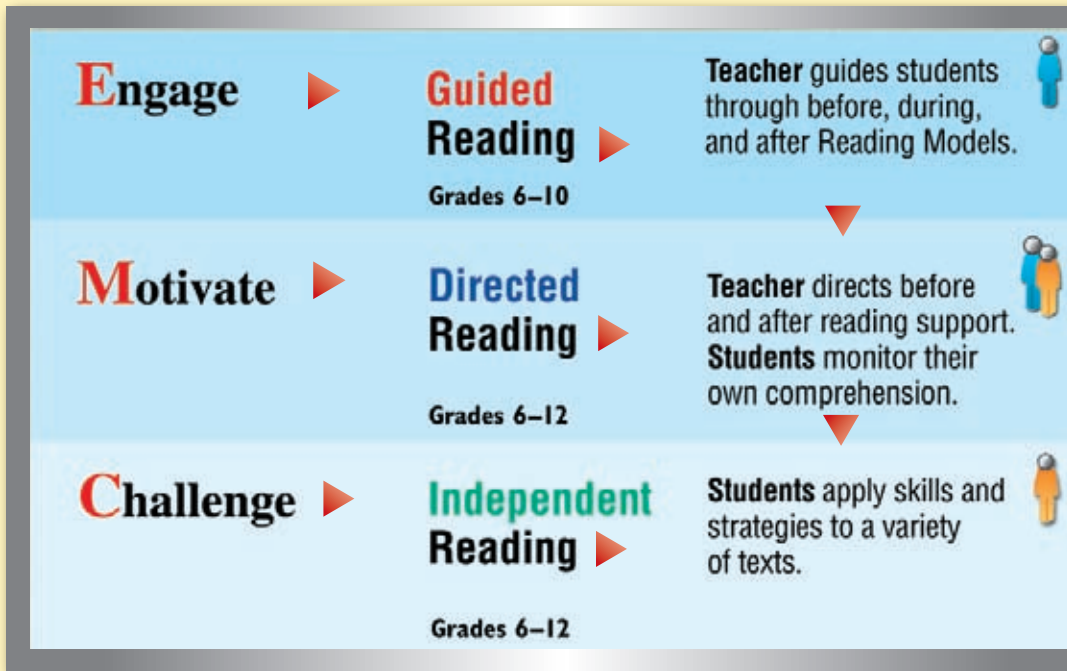 Engage
Guided
Reading
Grades 6–10
Teacher guides students
through before, during,
and after Reading Models.
Motivate
Directed
Reading
Grades 6–12
Teacher directs before
and after reading support.
Students monitor their
own comprehension.
Challenge
Independent
Reading
Grades 6–12
Students apply skills and
strategies to a variety
of texts.